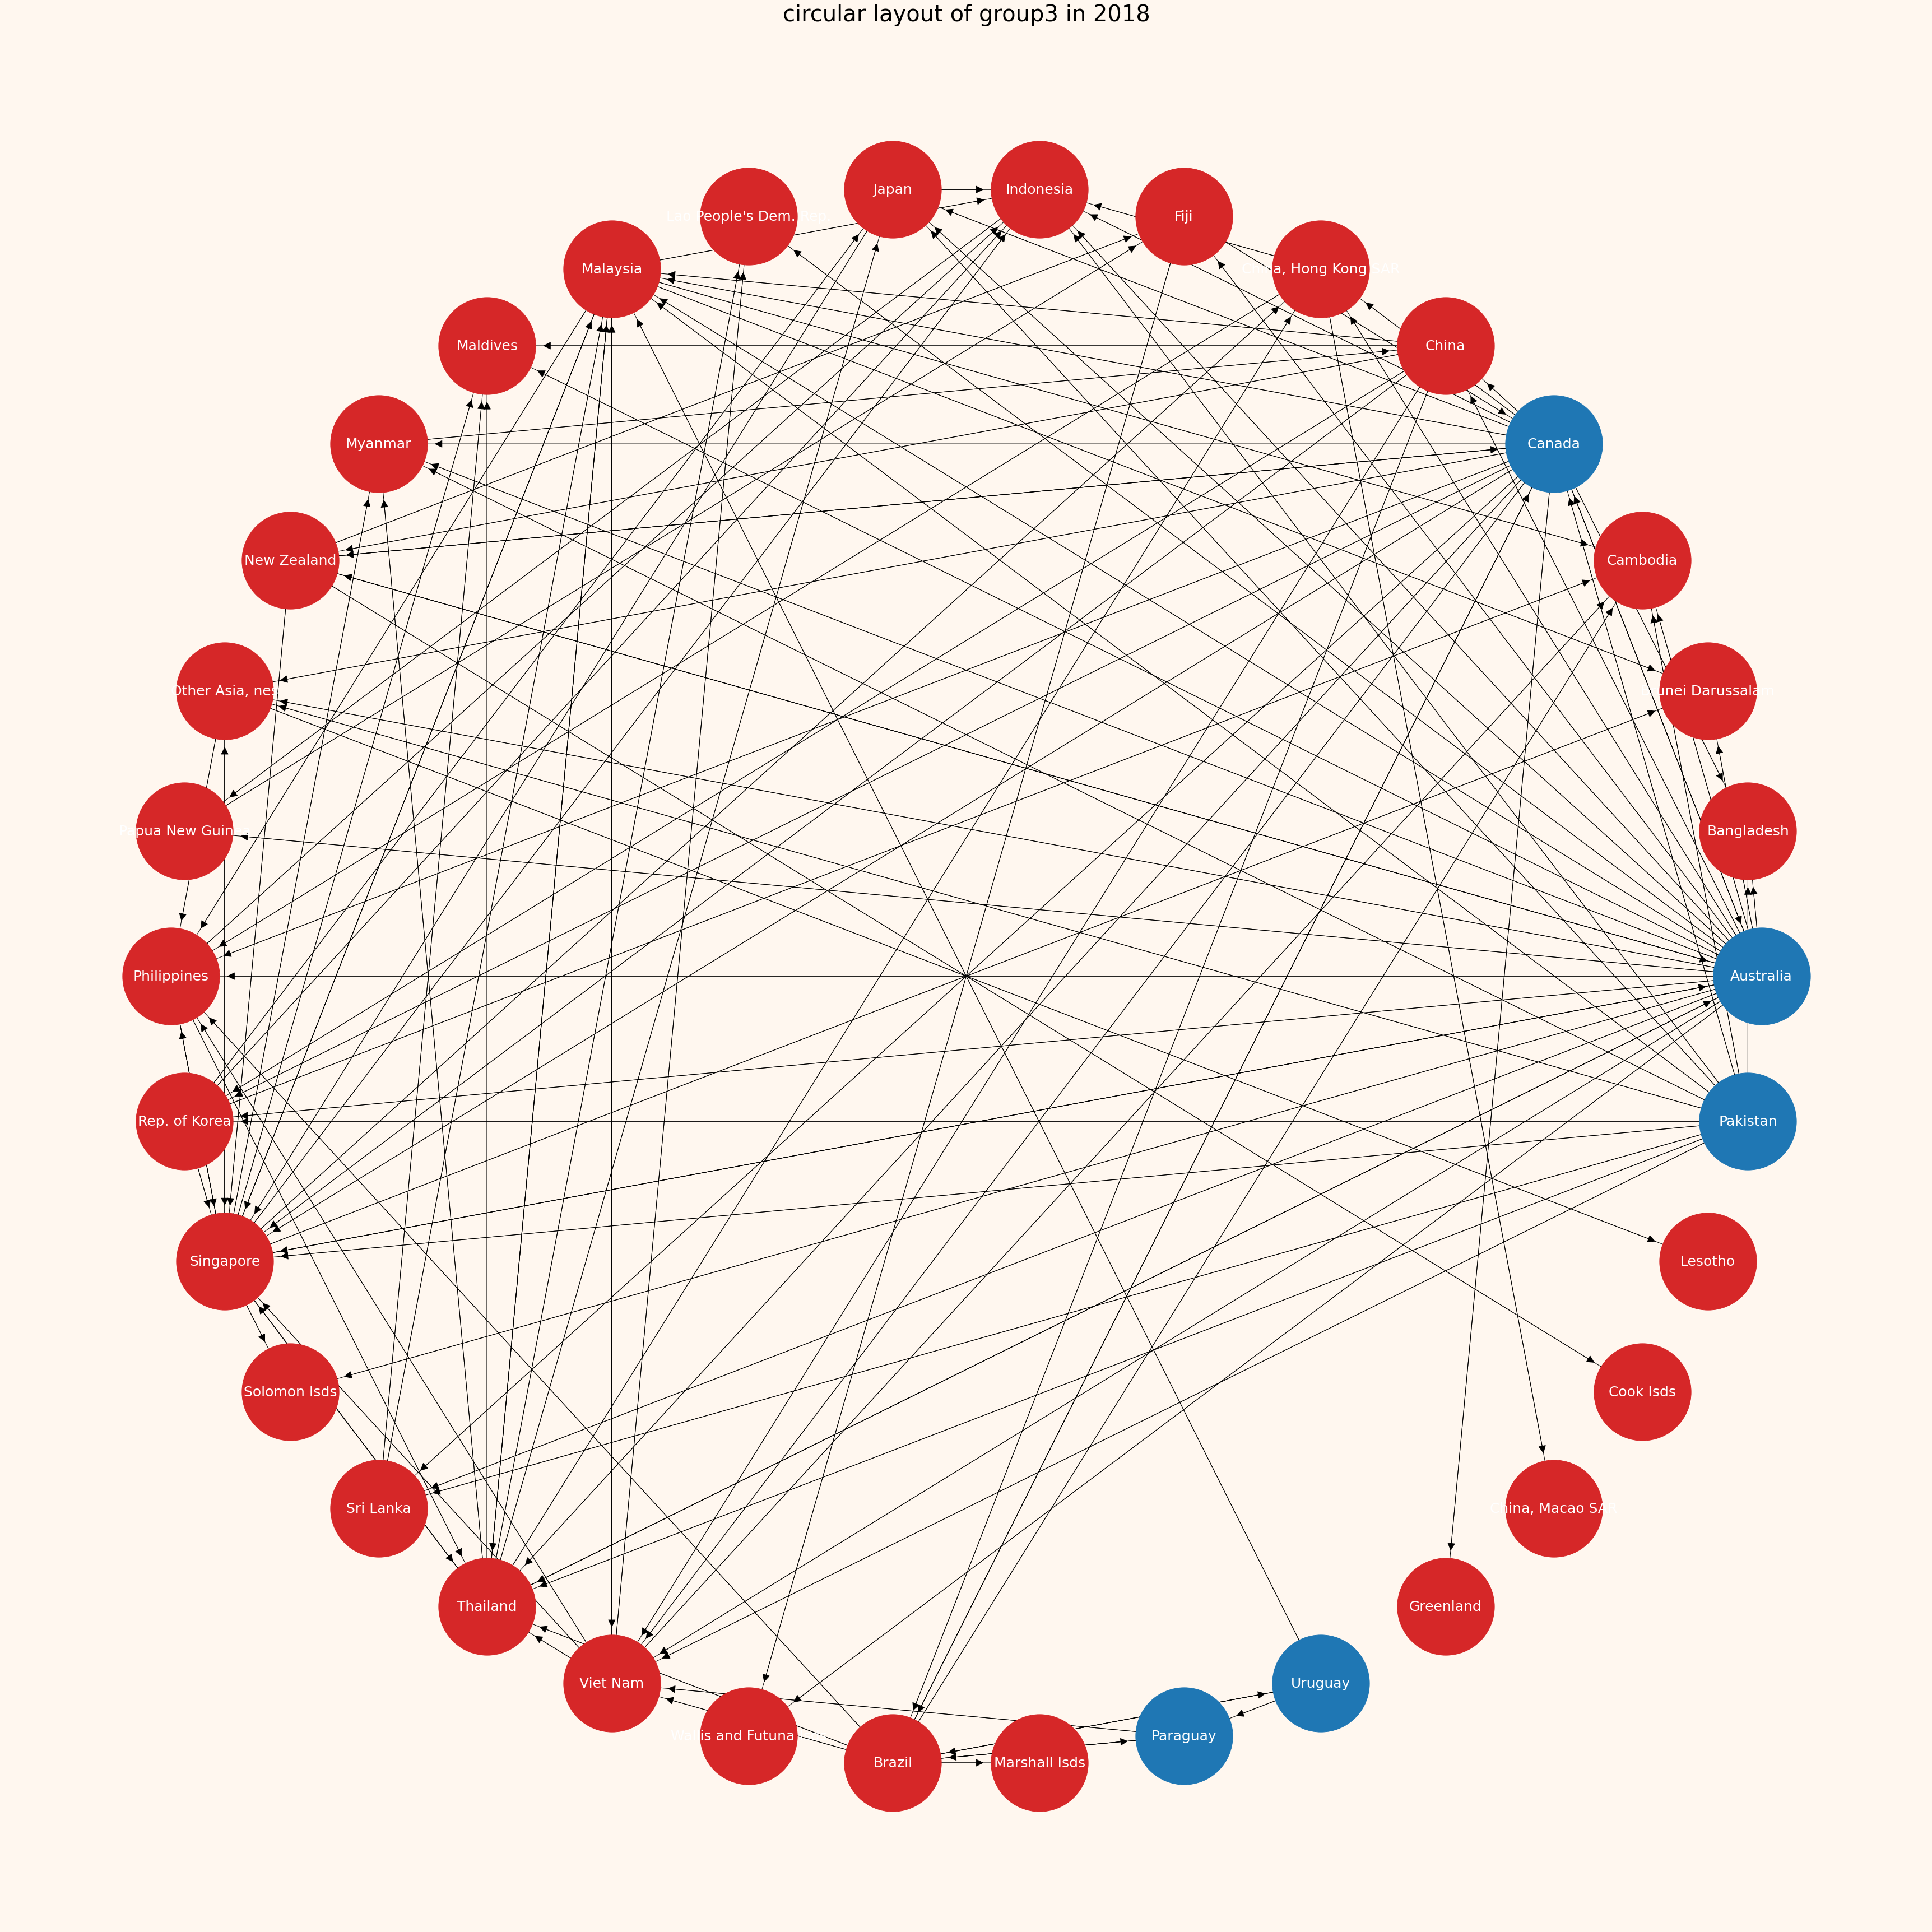 circular layout of group3 in 2018
Japan
Indonesia
Lao People's Dem. Rep.
Fiji
Malaysia
China, Hong Kong SAR
Maldives
China
Myanmar
Canada
New Zealand
Cambodia
Other Asia, nes
Brunei Darussalam
Papua New Guinea
Bangladesh
Philippines
Australia
Rep. of Korea
Pakistan
Singapore
Lesotho
Solomon Isds
Cook Isds
Sri Lanka
China, Macao SAR
Thailand
Greenland
Viet Nam
Uruguay
Wallis and Futuna
Paraguay
Brazil
Marshall Isds